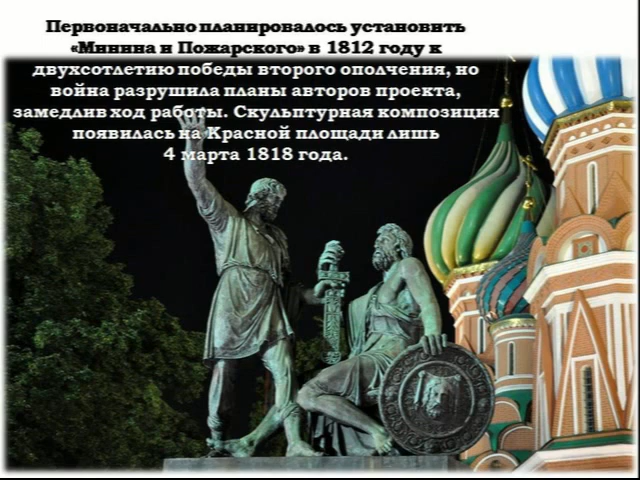 Первоначально планировалось установить
«Минина и Пожарского» в 1812 году к
двухсотлетию победы второго ополчения, но
война разрушила планы авторов проекта,
замедлив ход работы. Скульптурная композиция
появилась на Красной площади лишь
4 марта 1818 года.